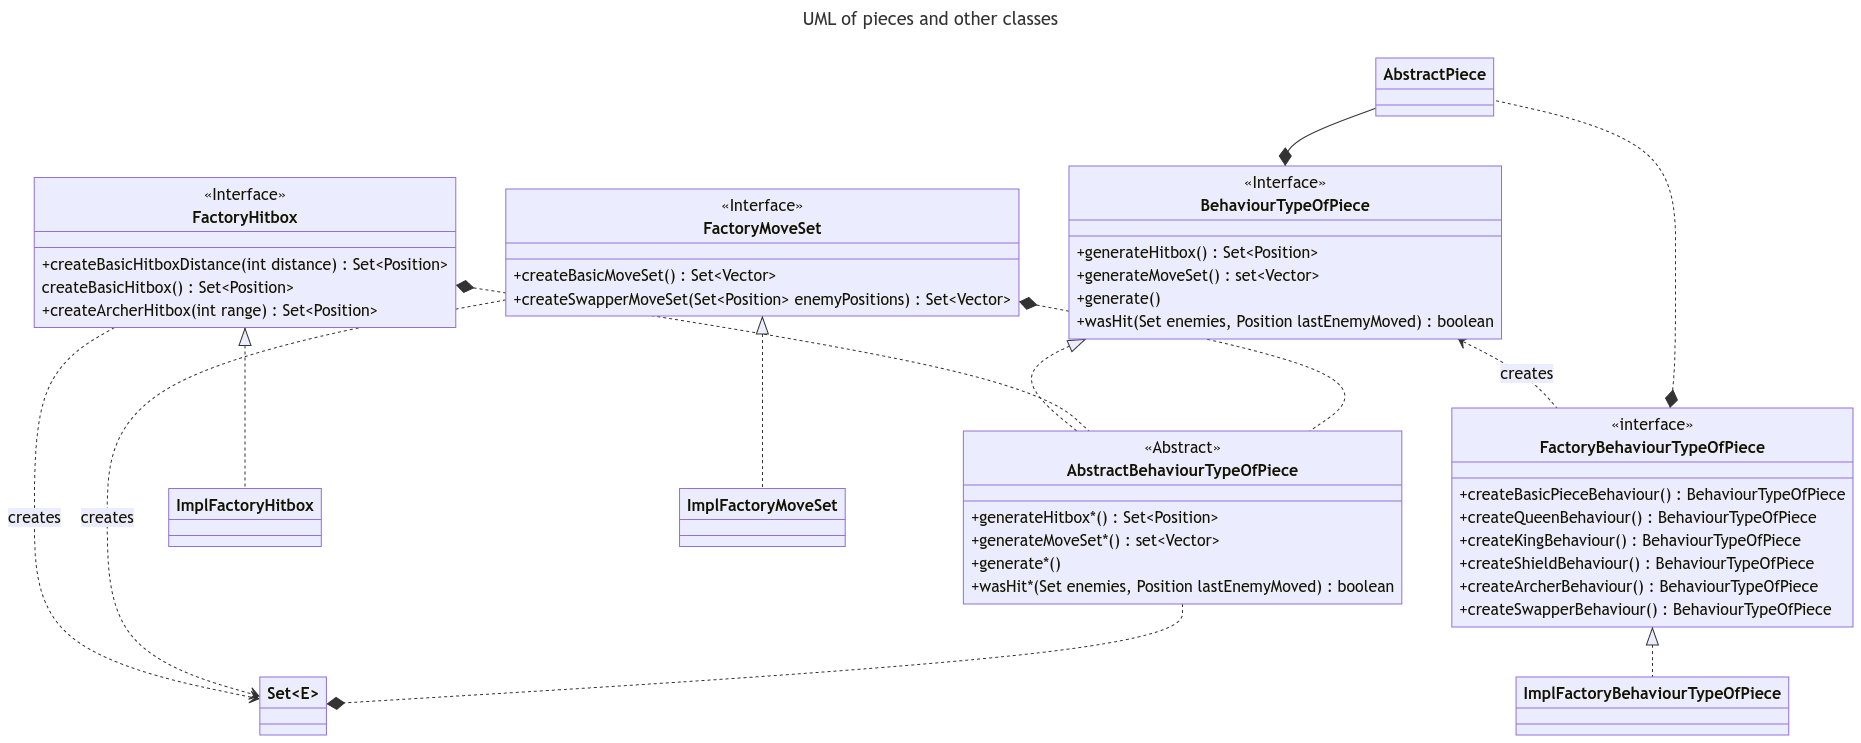 UML of pieces and other classes
AbstractPiece
«Interface»
FactoryHitbox
+createBasicHitboxDistance(int distance) : Set<Position>
createBasicHitbox() : Set<Position>
+createArcherHitbox(int range) : Set<Position>
«Interface»
FactoryMoveSet
+createBasicMoveSet() : Set<Vector>
+createSwapperMoveSet(Set<Position> enemyPositions) : Set<Vector>
«Interface»
BehaviourTypeOfPiece
+generateHitbox() : Set<Position>
+generateMoveSet() : set<Vector>
+generate()
+wasHit(Set enemies, Position lastEnemyMoved) : boolean
creates
«interface»
FactoryBehaviourTypeOfPiece
+createBasicPieceBehaviour() : BehaviourTypeOfPiece
+createQueenBehaviour() : BehaviourTypeOfPiece
+createKingBehaviour() : BehaviourTypeOfPiece
+createShieldBehaviour() : BehaviourTypeOfPiece
+createArcherBehaviour() : BehaviourTypeOfPiece
+createSwapperBehaviour() : BehaviourTypeOfPiece
«Abstract»
AbstractBehaviourTypeOfPiece
+generateHitbox*() : Set<Position>
+generateMoveSet*() : set<Vector>
+generate*()
+wasHit*(Set enemies, Position lastEnemyMoved) : boolean
creates
creates
ImplFactoryHitbox
ImplFactoryMoveSet
Set<E>
ImplFactoryBehaviourTypeOfPiece